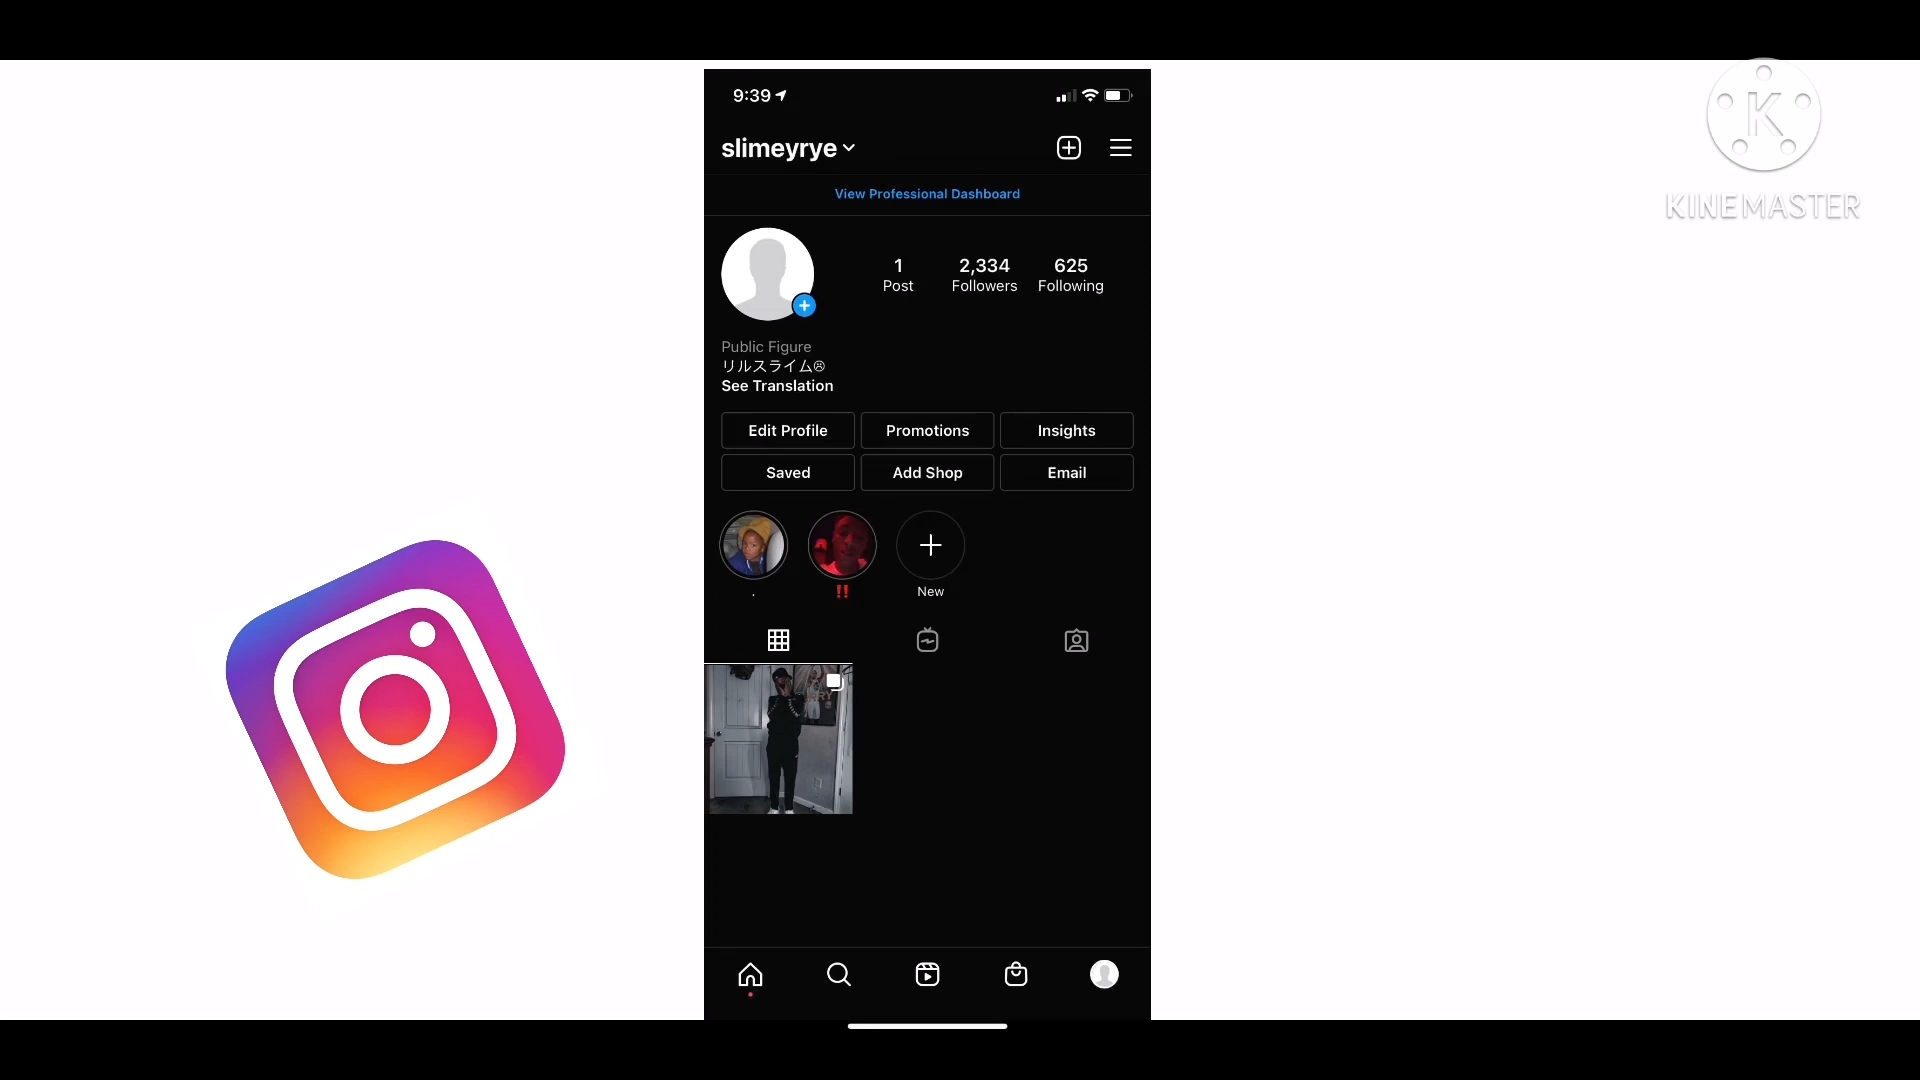 9:39
slimeyrye
View Professional Dashboard
1 2,334 625
Post Followers Following
Public Figure
リルスライム☹
See Translation
Edit Profile Promotions Insights
Saved Add Shop Email
. ‼ New
K
KINEMASTER